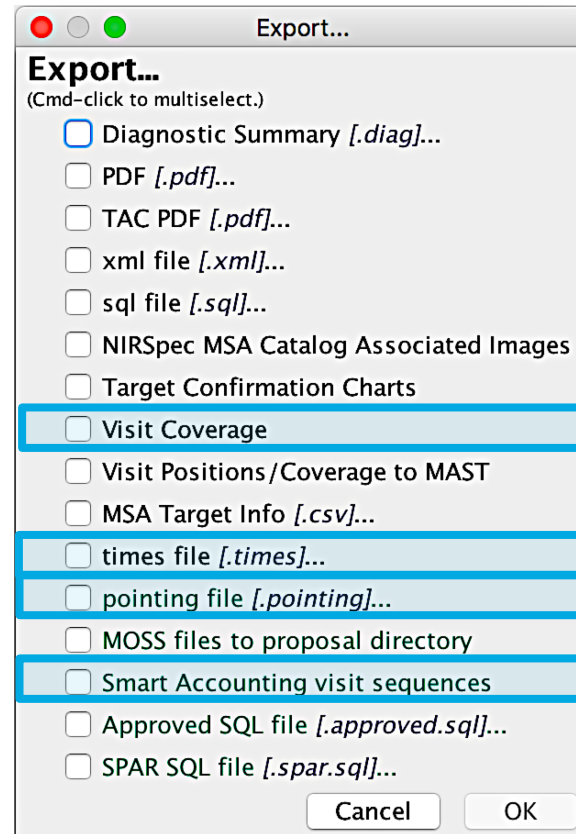 Export...
Export...
(Cmd-click to multiselect.)
Diagnostic Summary [.diag]...
PDF [.pdf]...
TAC PDF [.pdf]...
xml file [.xml]...
sql file [.sql]...
NIRSpec MSA Catalog Associated Images
Target Confirmation Charts
Visit Coverage
Visit Positions/Coverage to MAST
MSA Target Info [.csv]...
times file [.times]...
pointing file [.pointing]...
MOSS files to proposal directory
Smart Accounting visit sequences
Approved SQL file [.approved.sql]...
SPAR SQL file [.spar.sql]...
Cancel OK